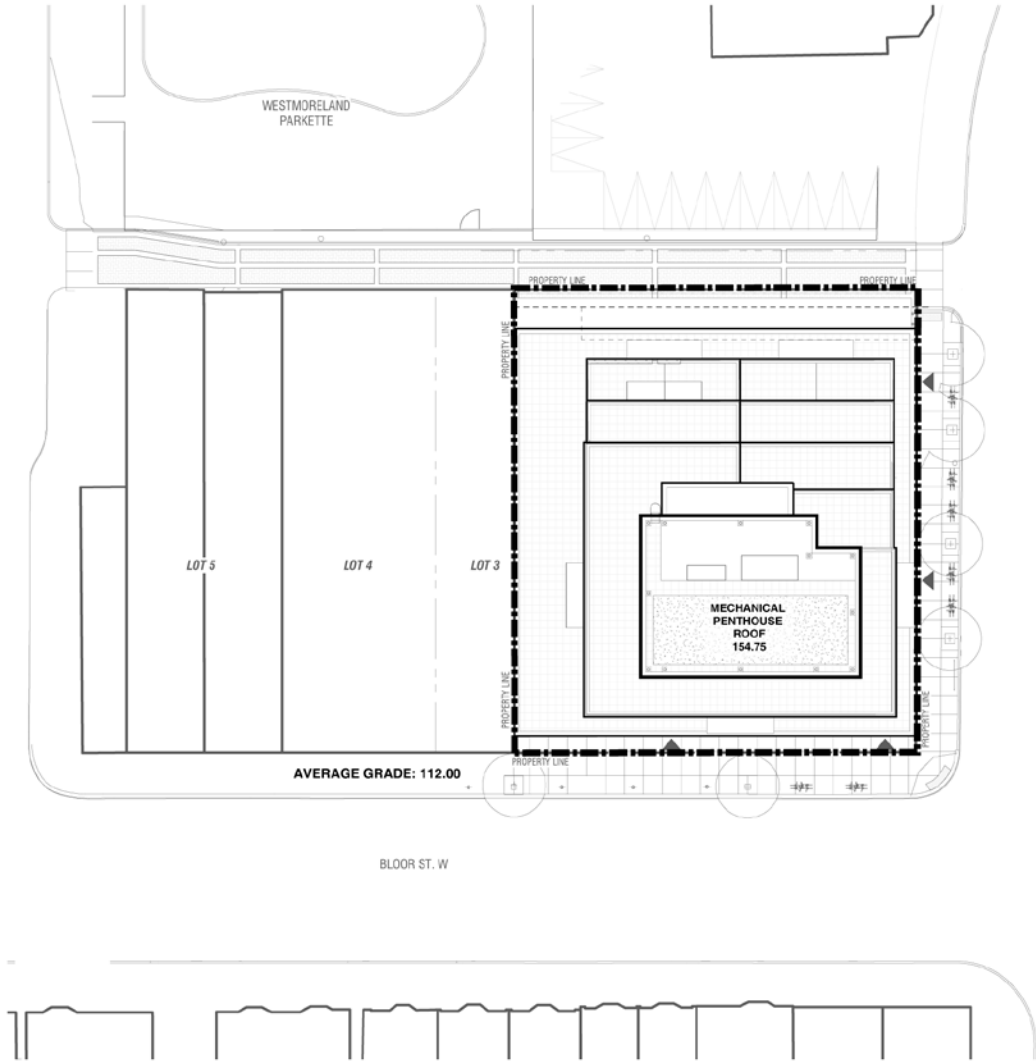 WESTMORELAND
PARKETTE
PROPERTY LINE
PROPERTY LINE
PROPERTY LINE
LOT 5
LOT 4
LOT 3
MECHANICAL
PENTHOUSE
ROOF
154.75
PROPERTY LINE
PROPERTY LINE
PROPERTY LINE
AVERAGE GRADE: 112.00
BLOOR ST. W